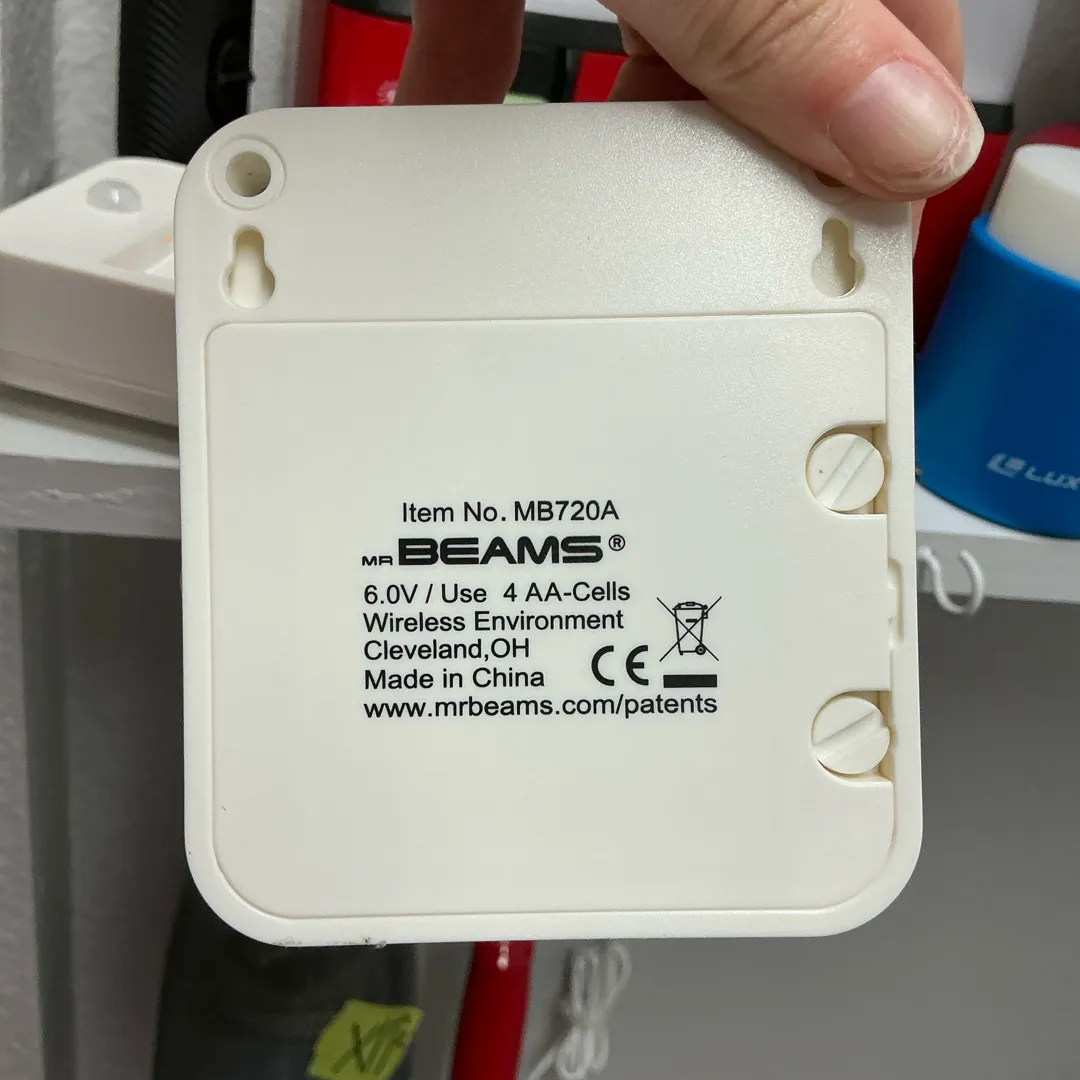 Item No. MB720A
MR BEAMS®
6.0V / Use 4 AA-Cells
Wireless Environment
Cleveland,OH
Made in China
CE
www.mrbeams.com/patents
LUX